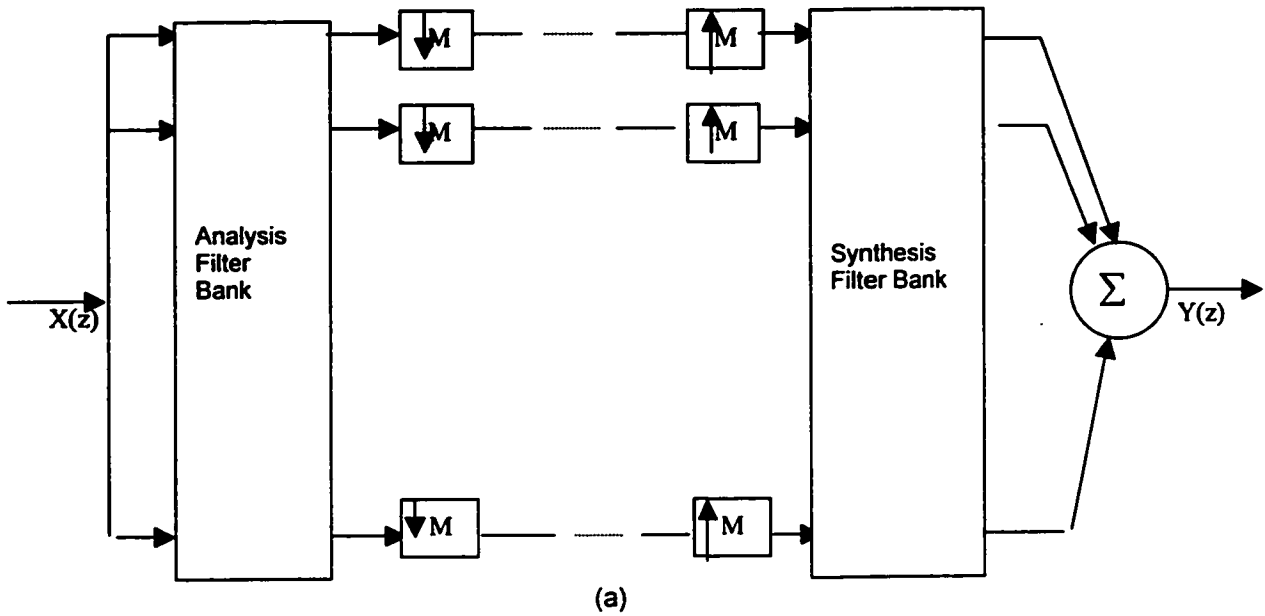 M
M
M
M
Analysis
Filter
Bank
Synthesis
Filter Bank
Σ
X(z)
Y(z)
M
M
(a)